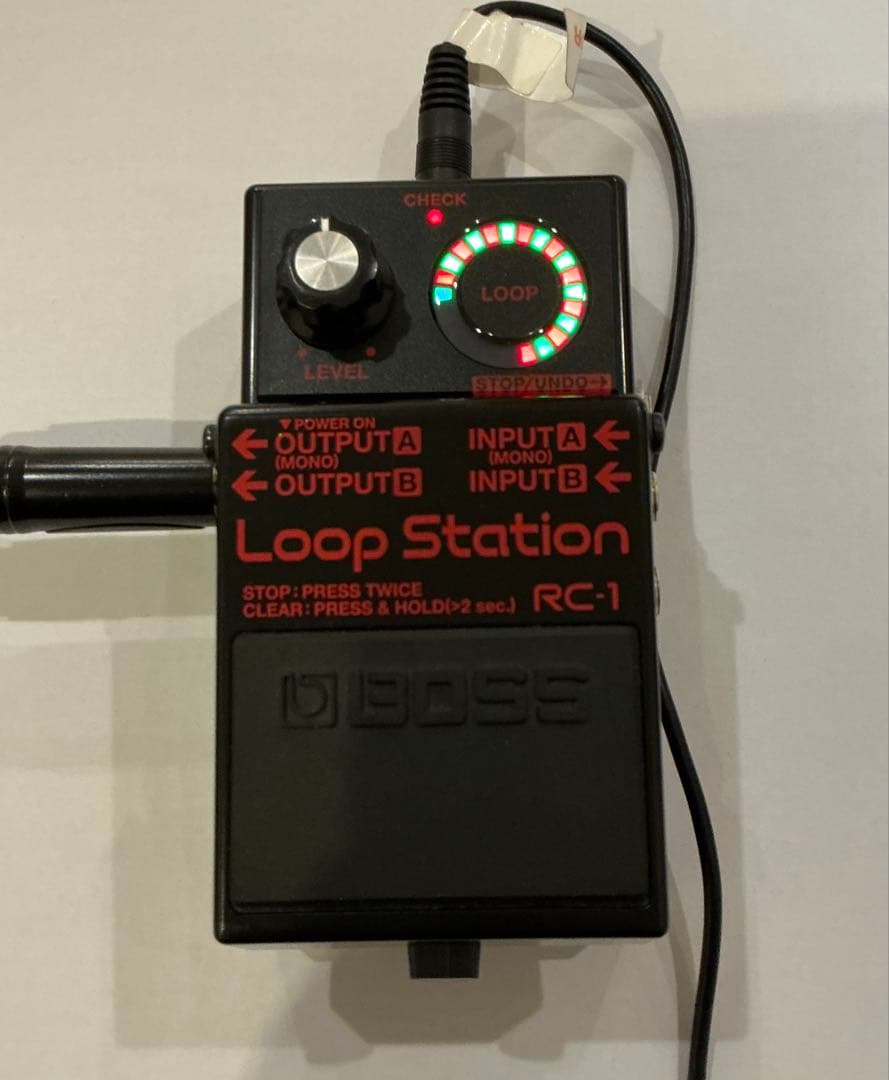 R
CHECK
LOOP
LEVEL
STOP/UNDO→
▼POWER ON
←OUTPUT A
(MONO)
←OUTPUT B
INPUT A←
(MONO)
INPUT B←
Loop Station
STOP:PRESS TWICE
CLEAR:PRESS & HOLD(>2 sec.)
RC-1
BOSS